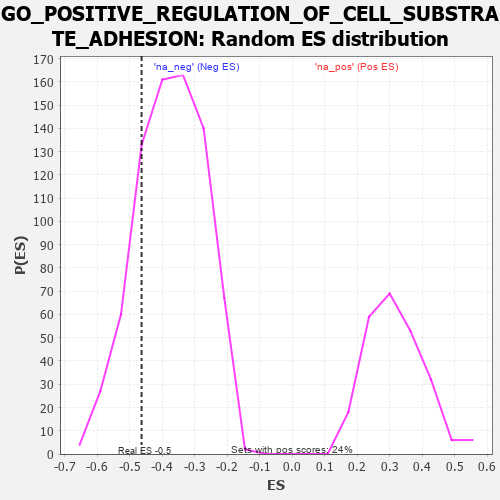 GO_POSITIVE_REGULATION_OF_CELL_SUBSTRA
TE_ADHESION: Random ES distribution
'na_neg' (Neg ES)
'na_pos' (Pos ES)
P(ES)
170
160
150
140
130
120
110
100
90
80
70
60
50
40
30
20
10
0
Real ES -0.5
Sets with pos scores: 24%
-0.7 -0.6 -0.5 -0.4 -0.3 -0.2 -0.1 0.0 0.1 0.2 0.3 0.4 0.5 0.6
ES